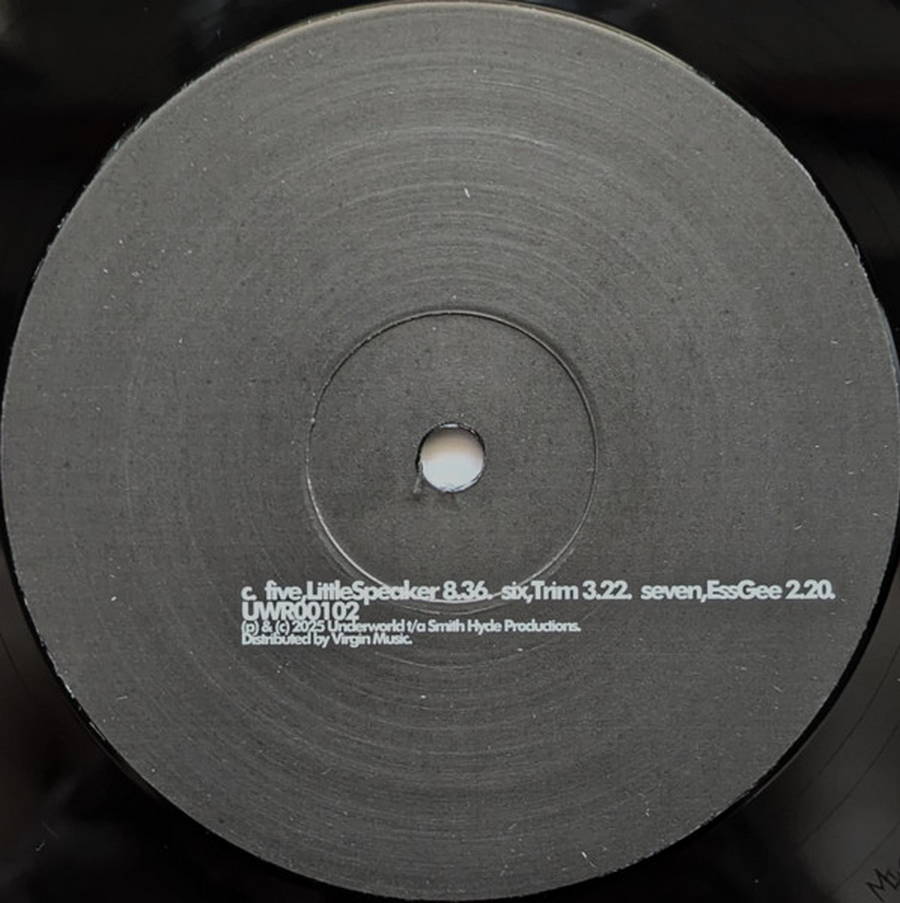 c. five,LittleSpeaker 8.36. six,Trim 3.22. seven,EssGee 2.20.
UWR00102
(p) & (c) 2025 Underworld t/a Smith Hyde Productions.
Distributed by Virgin Music.